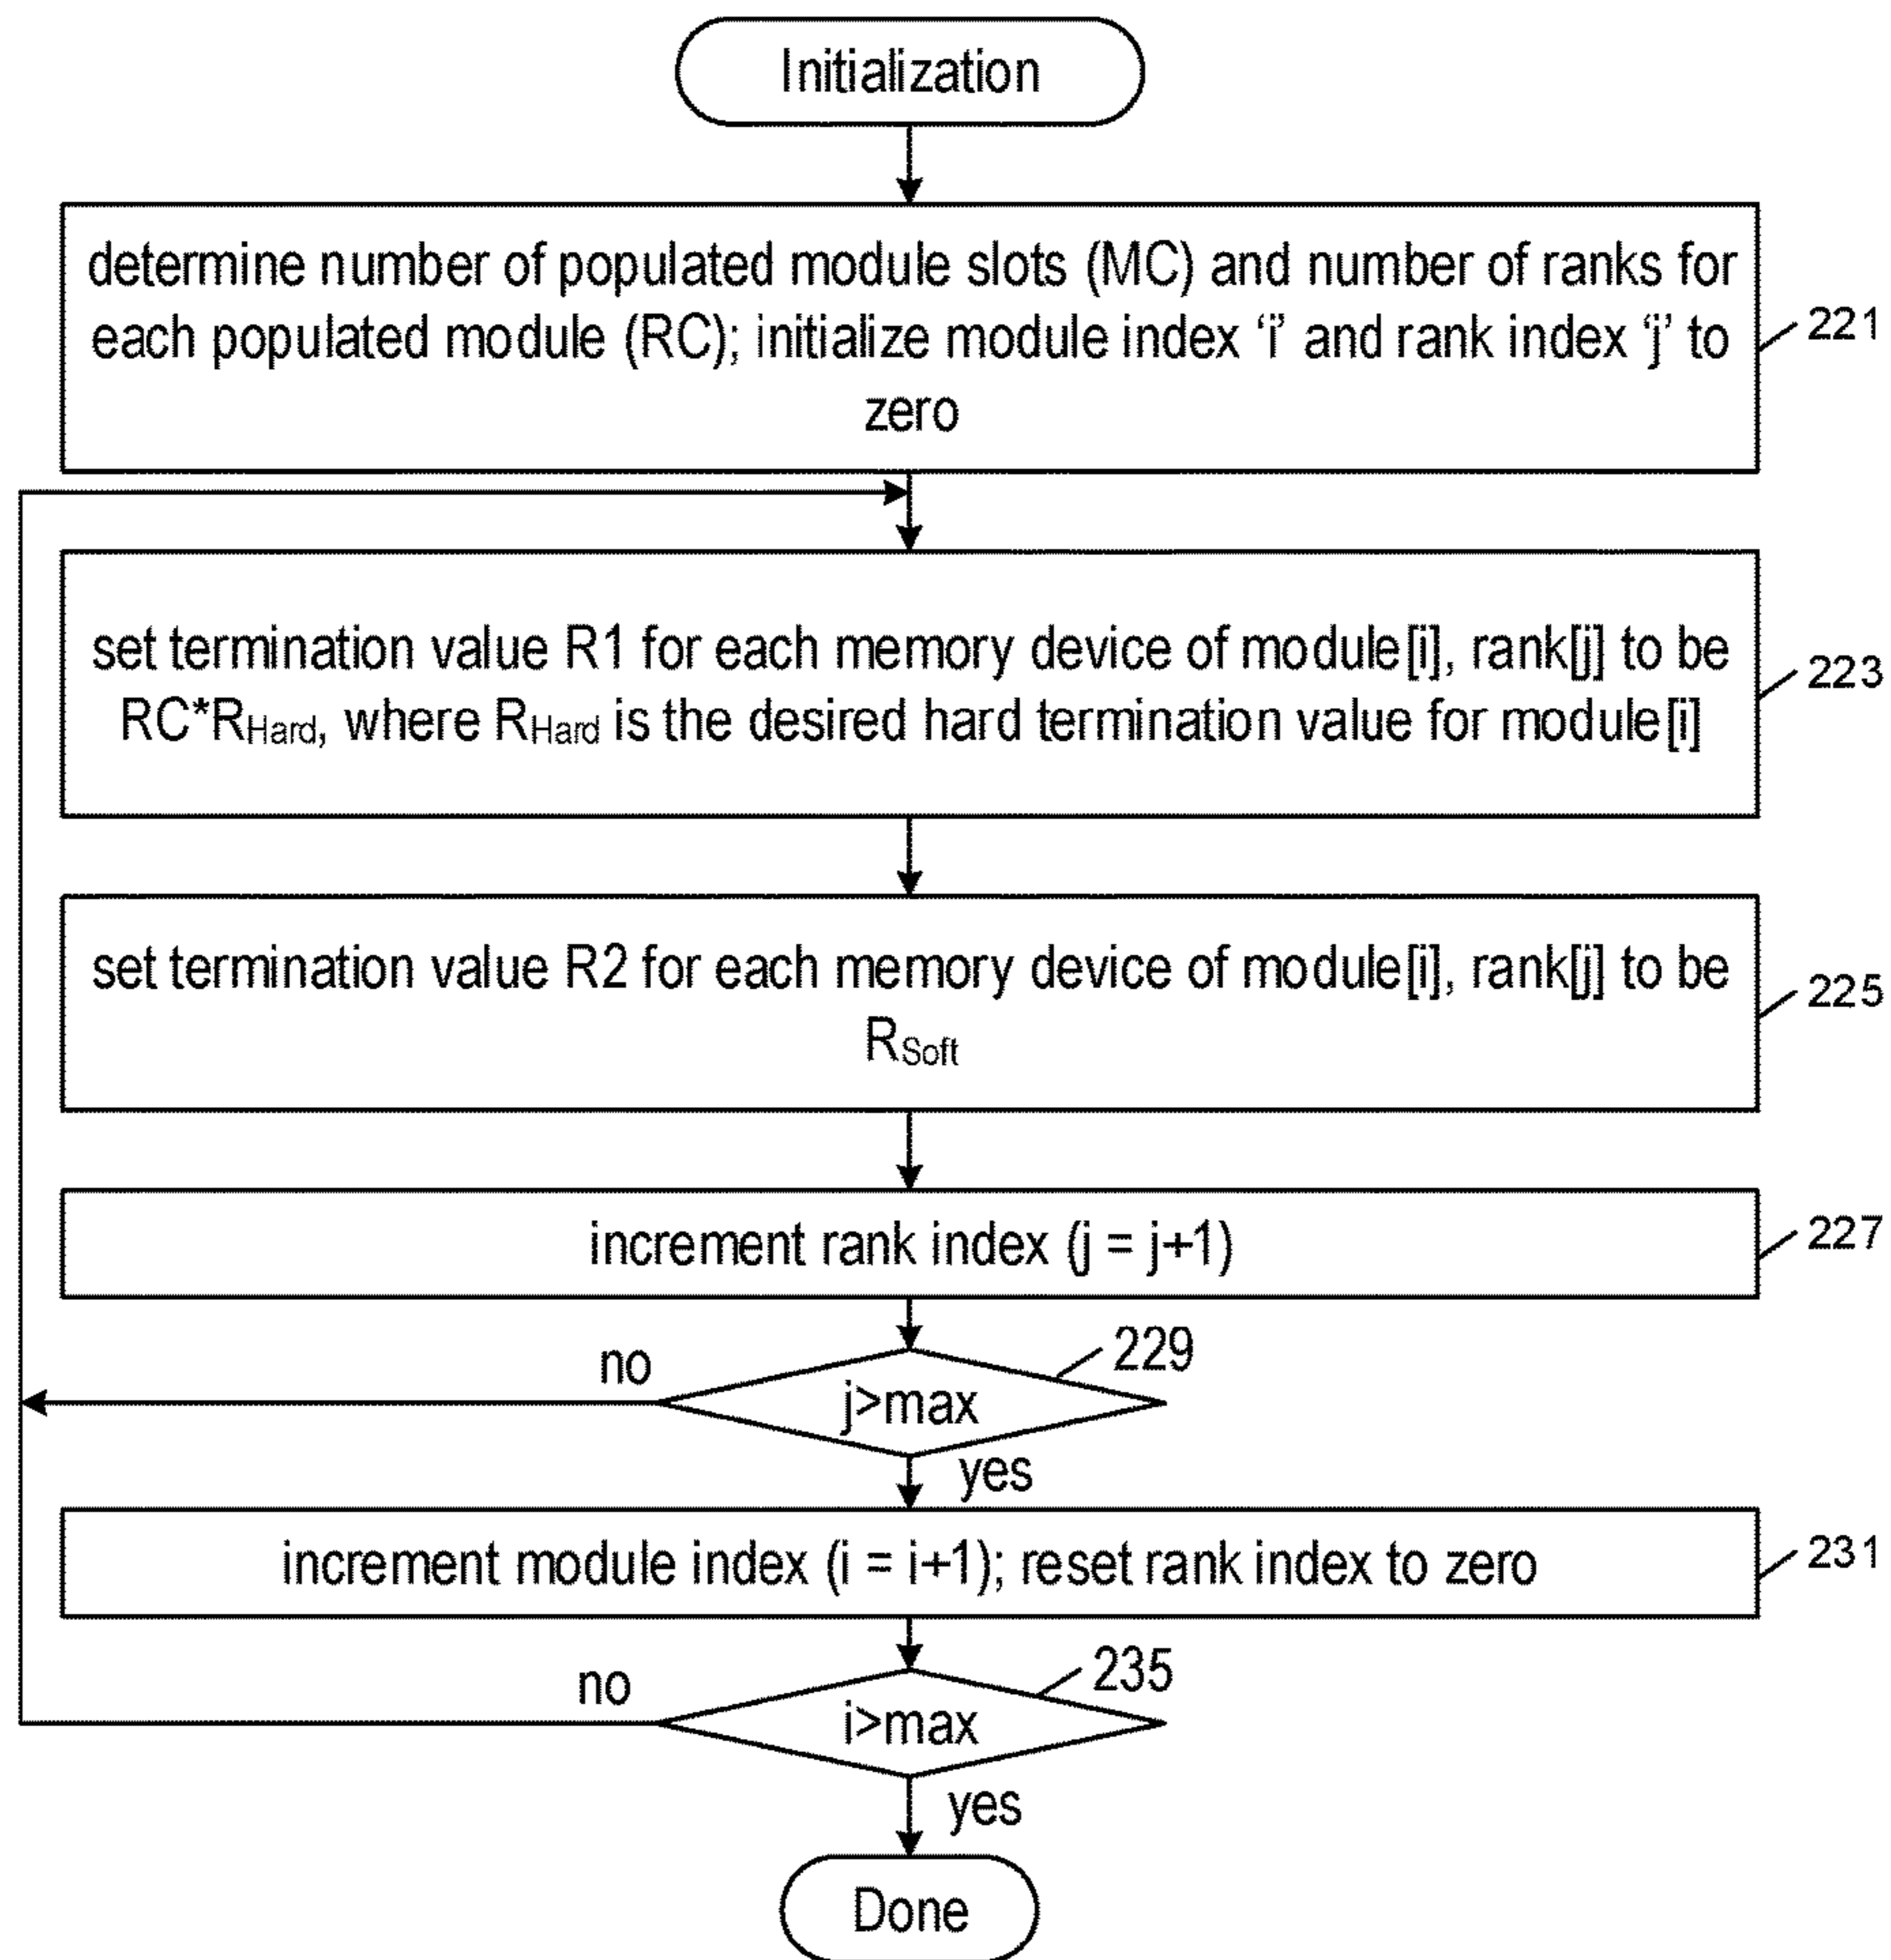 Initialization
determine number of populated module slots (MC) and number of ranks for
each populated module (RC); initialize module index ‘i’ and rank index ‘j’ to
zero
221
set termination value R1 for each memory device of module[i], rank[j] to be
RC*RHard, where RHard is the desired hard termination value for module[i]
223
set termination value R2 for each memory device of module[i], rank[j] to be
RSoft
225
increment rank index (j = j+1)
227
229
no
j>max
yes
increment module index (i = i+1); reset rank index to zero
231
235
no
i>max
yes
Done